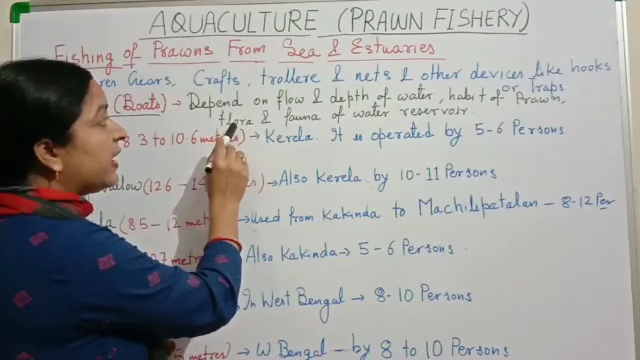 AQUACULTURE (PRAWN FISHERY)
Fishing of Prawns From Sea & Estuaries
Gears, Crafts, trollere & nets & other devices like hooks
or Traps
(Boats) → Depend on flow & depth of water, habit of Prawn,
flora & fauna of water reservoir.
8 3 to 10.6 metres) → Kerela. It is operated by 5-6 Persons
(126 - → Also Kerela by 10-11 Persons
(85 - 12 metres → used from Kakinda to Machilipatalan - 8-12 Per
Also Kakinda → 5-6 Persons.
In West Bengal → 8-10 Persons
metres) → W Bengal - by 8 to 10 Persons